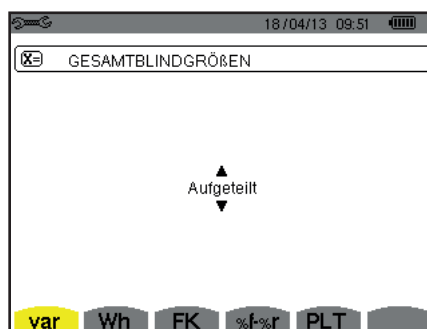 18/04/13 09:51
X= GESAMTBLINDGRÖßEN
Aufgeteilt
var Wh FK %f-%r PLT